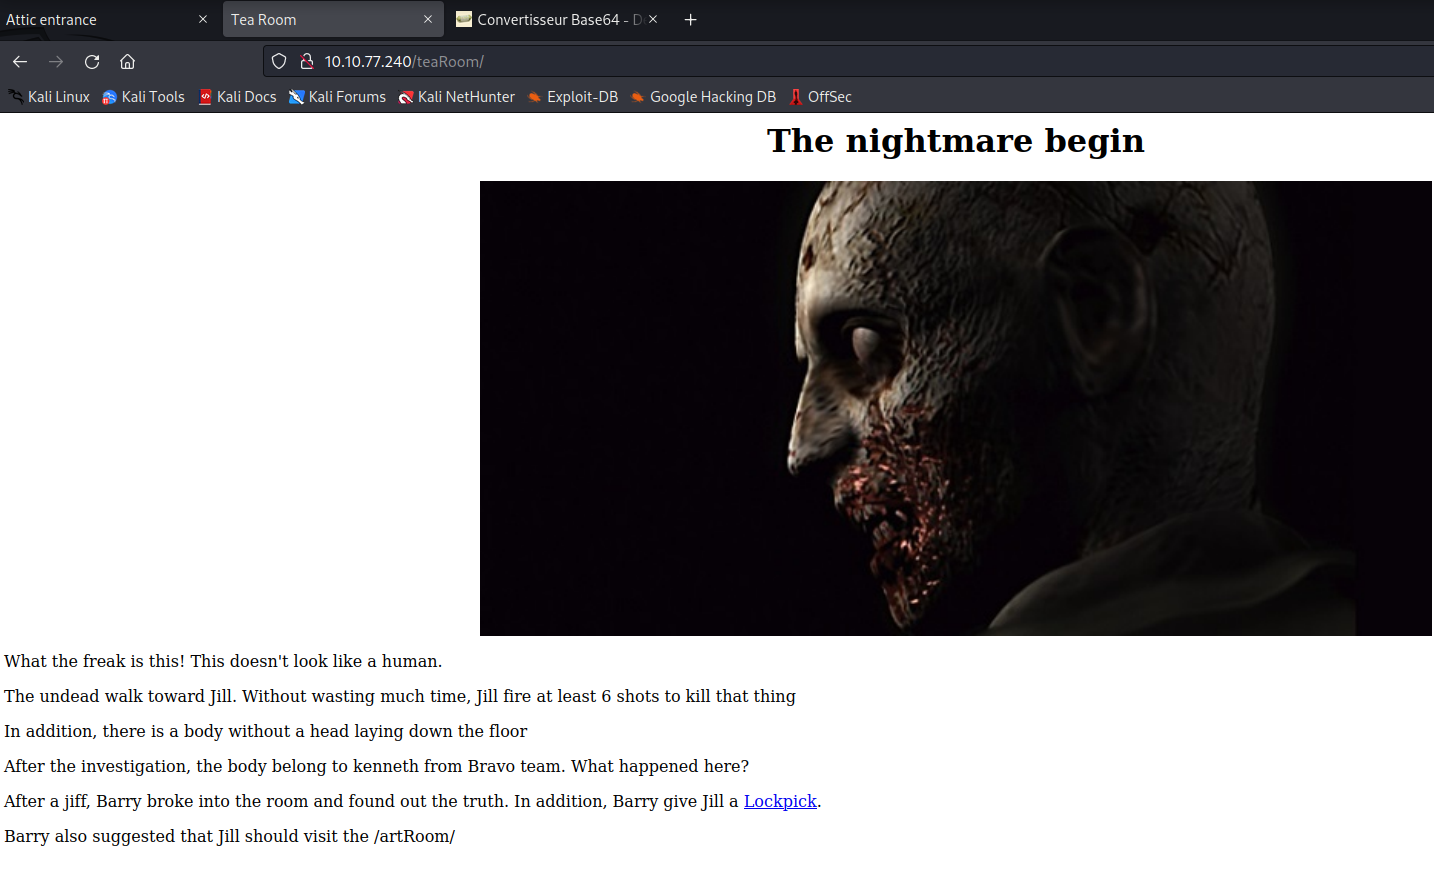 Attic entrance
Tea Room
Convertisseur Base64 - D
10.10.77.240/teaRoom/
Kali Linux Kali Tools Kali Docs Kali Forums Kali NetHunter Exploit-DB Google Hacking DB OffSec
The nightmare begin
What the freak is this! This doesn't look like a human.
The undead walk toward Jill. Without wasting much time, Jill fire at least 6 shots to kill that thing
In addition, there is a body without a head laying down the floor
After the investigation, the body belong to kenneth from Bravo team. What happened here?
After a jiff, Barry broke into the room and found out the truth. In addition, Barry give Jill a Lockpick.
Barry also suggested that Jill should visit the /artRoom/